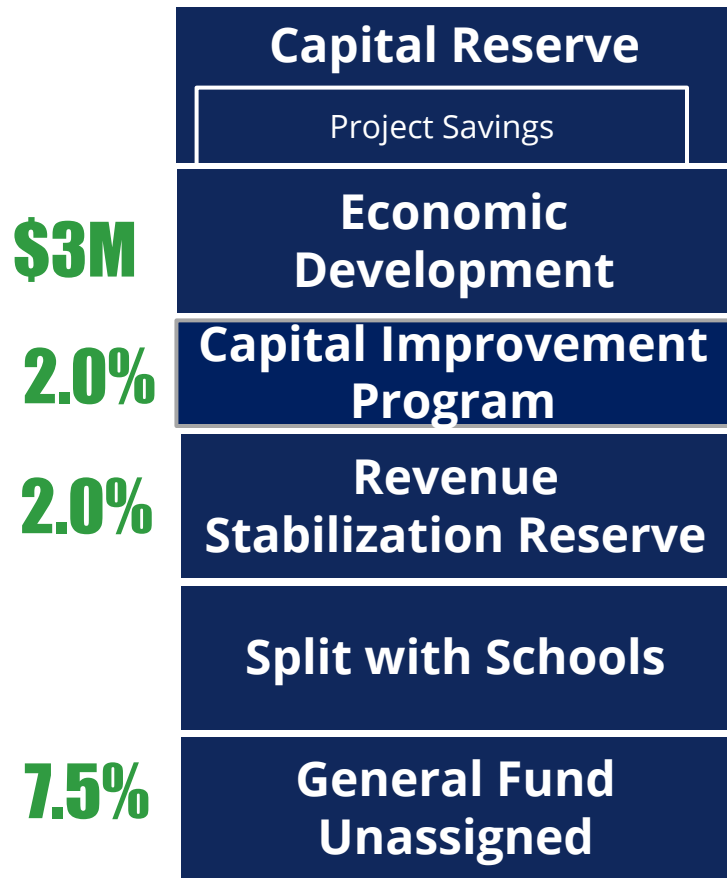 Capital Reserve
Project Savings
$3M
Economic
Development
2.0%
Capital Improvement
Program
2.0%
Revenue
Stabilization Reserve
Split with Schools
7.5%
General Fund
Unassigned